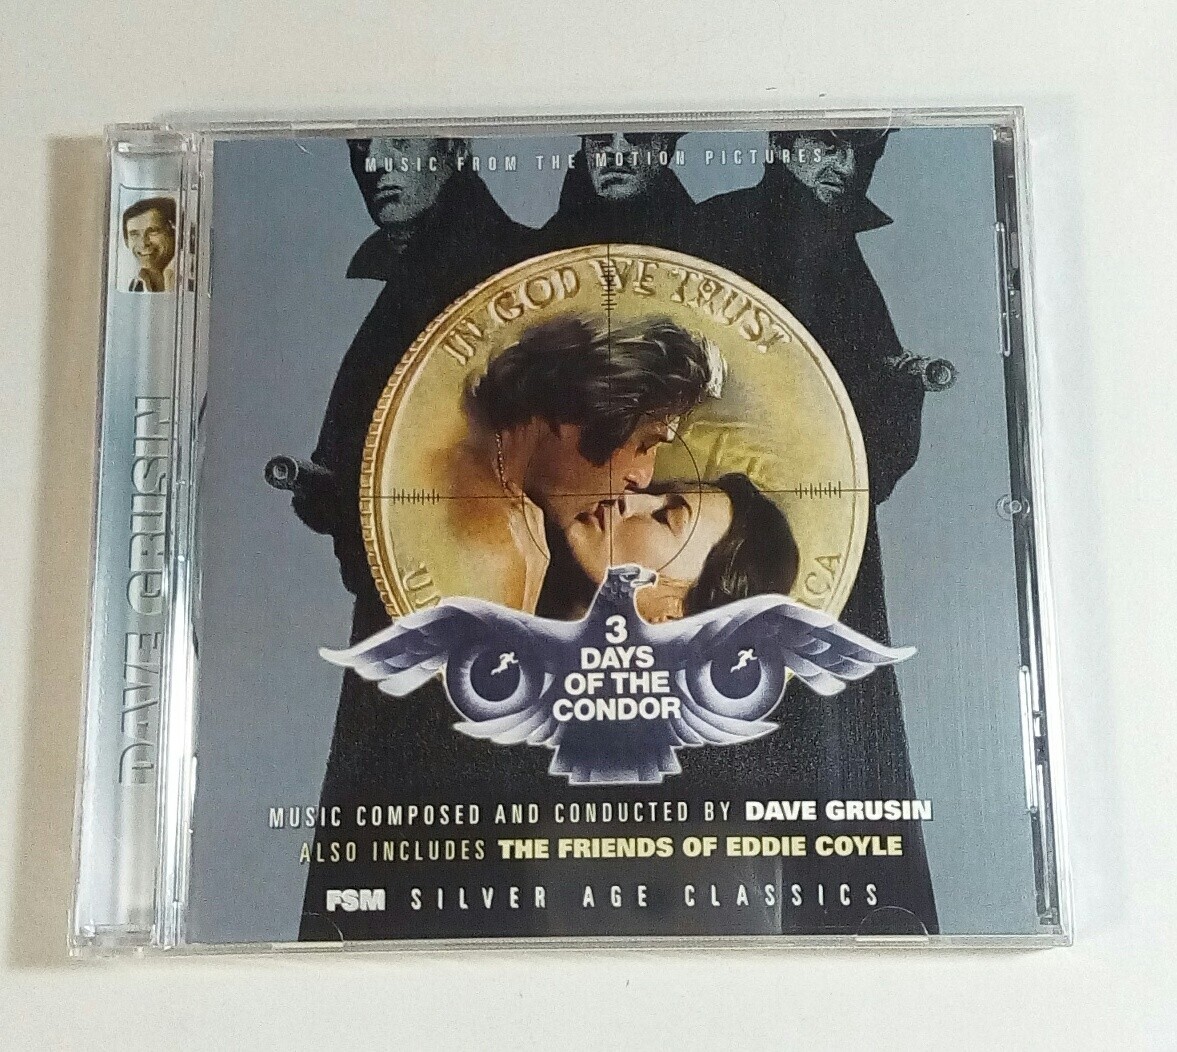 MUSIC FROM THE MOTION PICTURES
IN GOD WE TRUST
U
ICA
3
DAYS
OF THE
CONDOR
MUSIC COMPOSED AND CONDUCTED BY DAVE GRUSIN
ALSO INCLUDES THE FRIENDS OF EDDIE COYLE
FSM SILVER AGE CLASSICS
DAVE GRUSIN